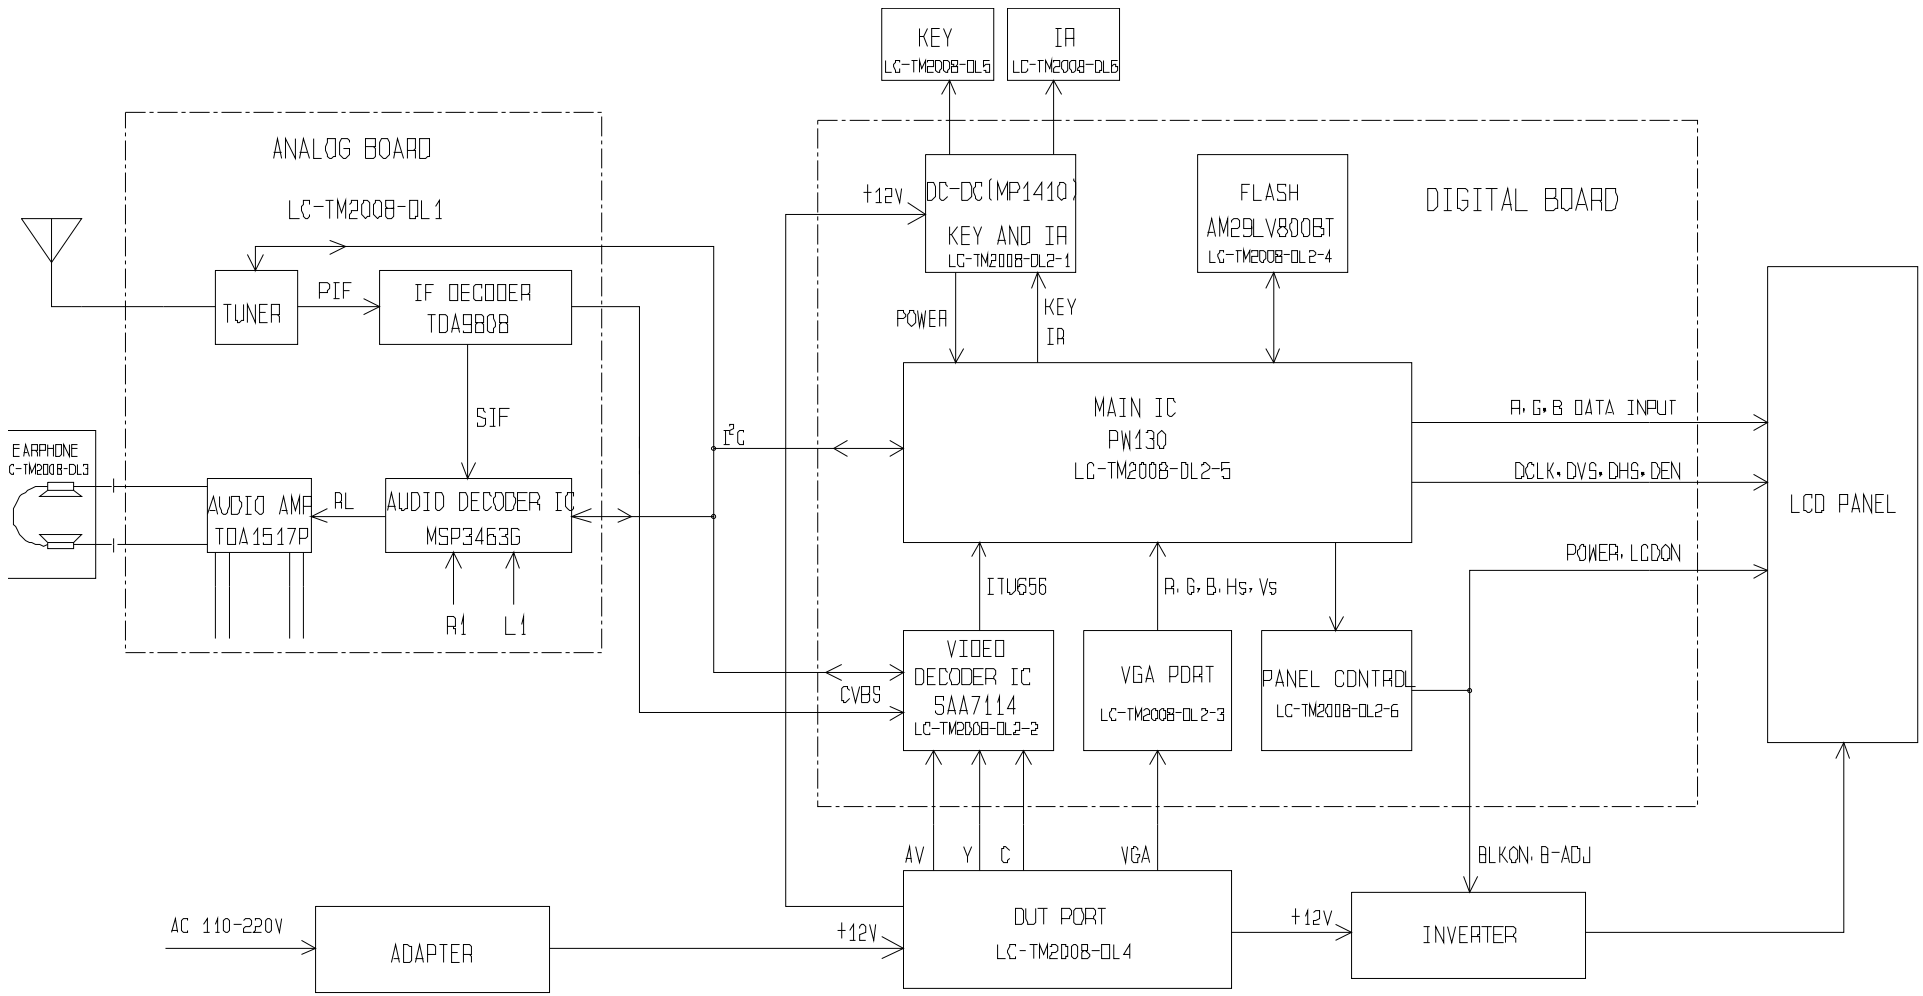 KEY
LC-TM2008-DL5
IR
LC-TM2008-DL6
ANALOG BOARD
LC-TM2008-DL1
TUNER
PIF
IF DECODER
TDA9808
SIF
EARPHONE
C-TM2008-DL3
AUDIO AMP
TDA1517P
RL
AUDIO DECODER IC
MSP3463G
R1
L1
I²C
CVBS
DIGITAL BOARD
+12V
DC-DC(MP1410)
KEY AND IR
LC-TM2008-DL2-1
FLASH
AM29LV800BT
LC-TM2008-DL2-4
POWER
KEY
IR
MAIN IC
PW130
LC-TM2008-DL2-5
R, G, B DATA INPUT
DCLK, DVS, DHS, DEN
POWER, LCDON
LCD PANEL
ITU656
R, G, B, Hs, Vs
VIDEO
DECODER IC
SAA7114
LC-TM2008-DL2-2
VGA PORT
LC-TM2008-DL2-3
PANEL CONTROL
LC-TM2008-DL2-6
AV
Y
C
VGA
BLKON, B-ADJ
AC 110-220V
ADAPTER
+12V
OUT PORT
LC-TM2008-DL4
+12V
INVERTER